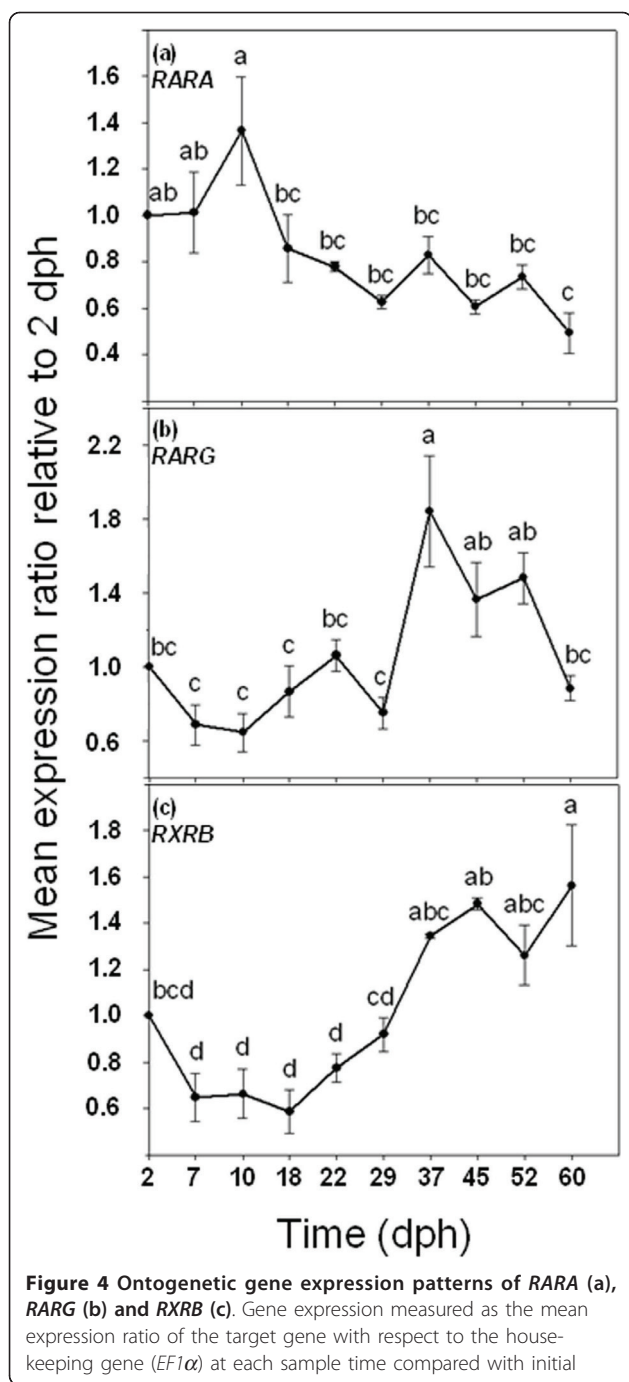 Mean expression ratio relative to 2 dph
(a)
RARA
1.6
1.4
1.2
1.0
0.8
0.6
0.4
ab
ab
a
bc
bc
bc
bc
bc
bc
c
(b)
RARG
2.2
1.8
1.4
1.0
0.6
bc
c
c
c
bc
c
a
ab
ab
bc
(c)
RXRB
1.8
1.6
1.4
1.2
1.0
0.8
0.6
bcd
d
d
d
d
cd
abc
ab
abc
a
2 7 10 18 22 29 37 45 52 60
Time (dph)
Figure 4 Ontogenetic gene expression patterns of RARA (a),
RARG (b) and RXRB (c). Gene expression measured as the mean
expression ratio of the target gene with respect to the house-
keeping gene (EF1α) at each sample time compared with initial